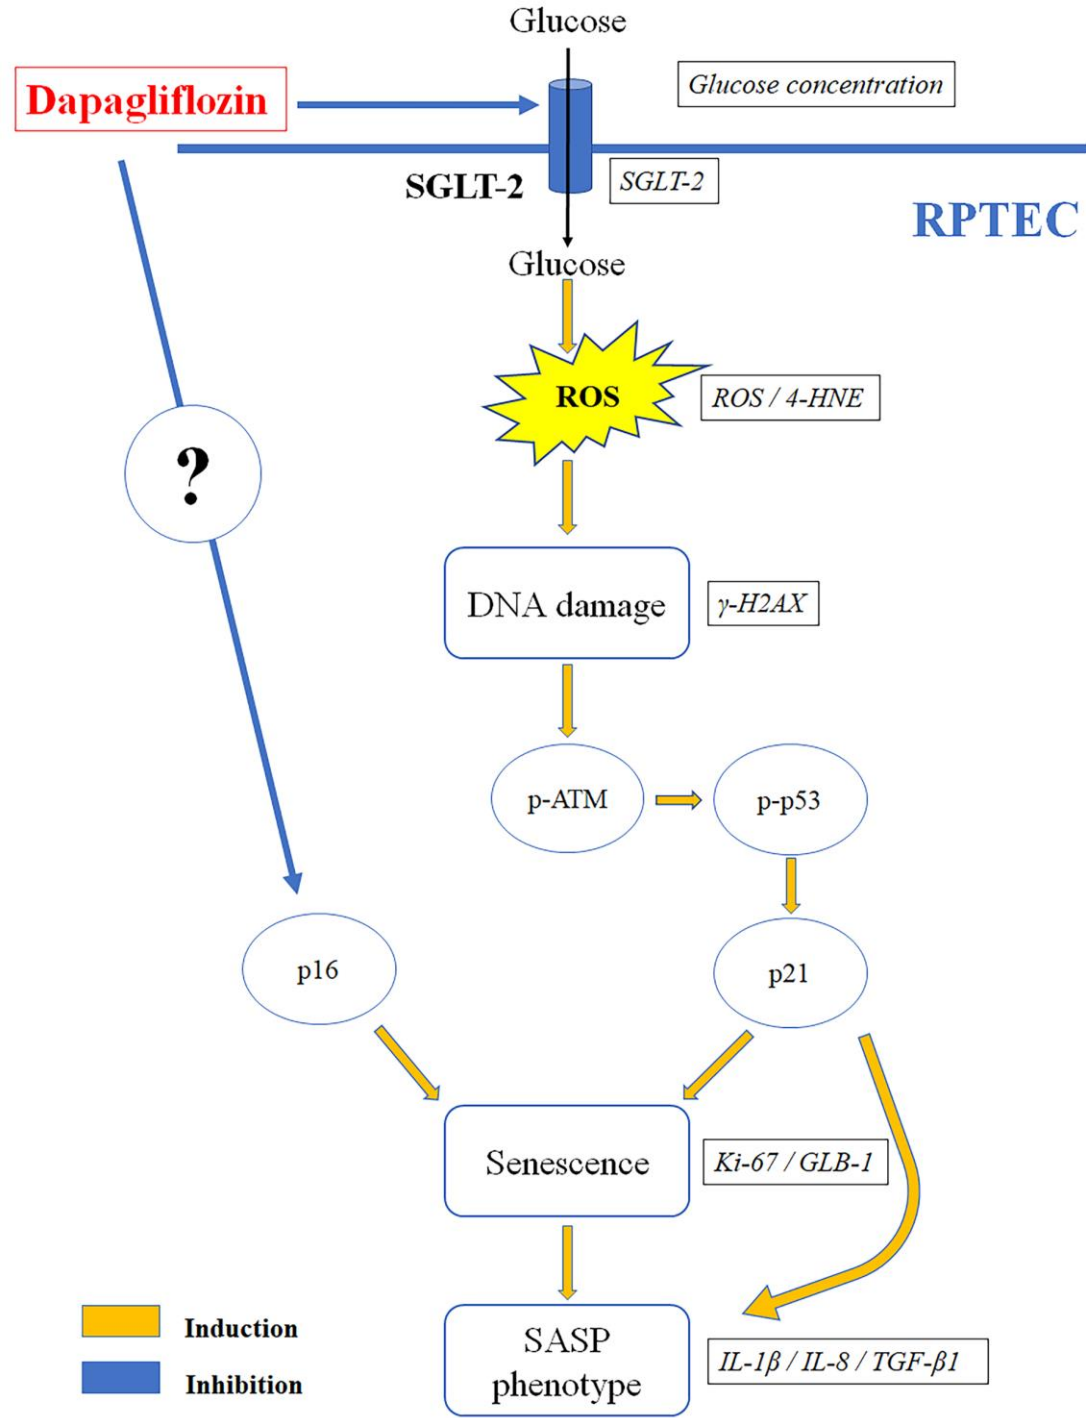 Glucose
Dapagliflozin
Glucose concentration
SGLT-2
SGLT-2
RPTEC
Glucose
ROS
ROS / 4-HNE
?
DNA damage
γ-H2AX
p-ATM
p-p53
p16
p21
Senescence
Ki-67 / GLB-1
SASP
phenotype
IL-1β / IL-8 / TGF-β1
Induction
Inhibition